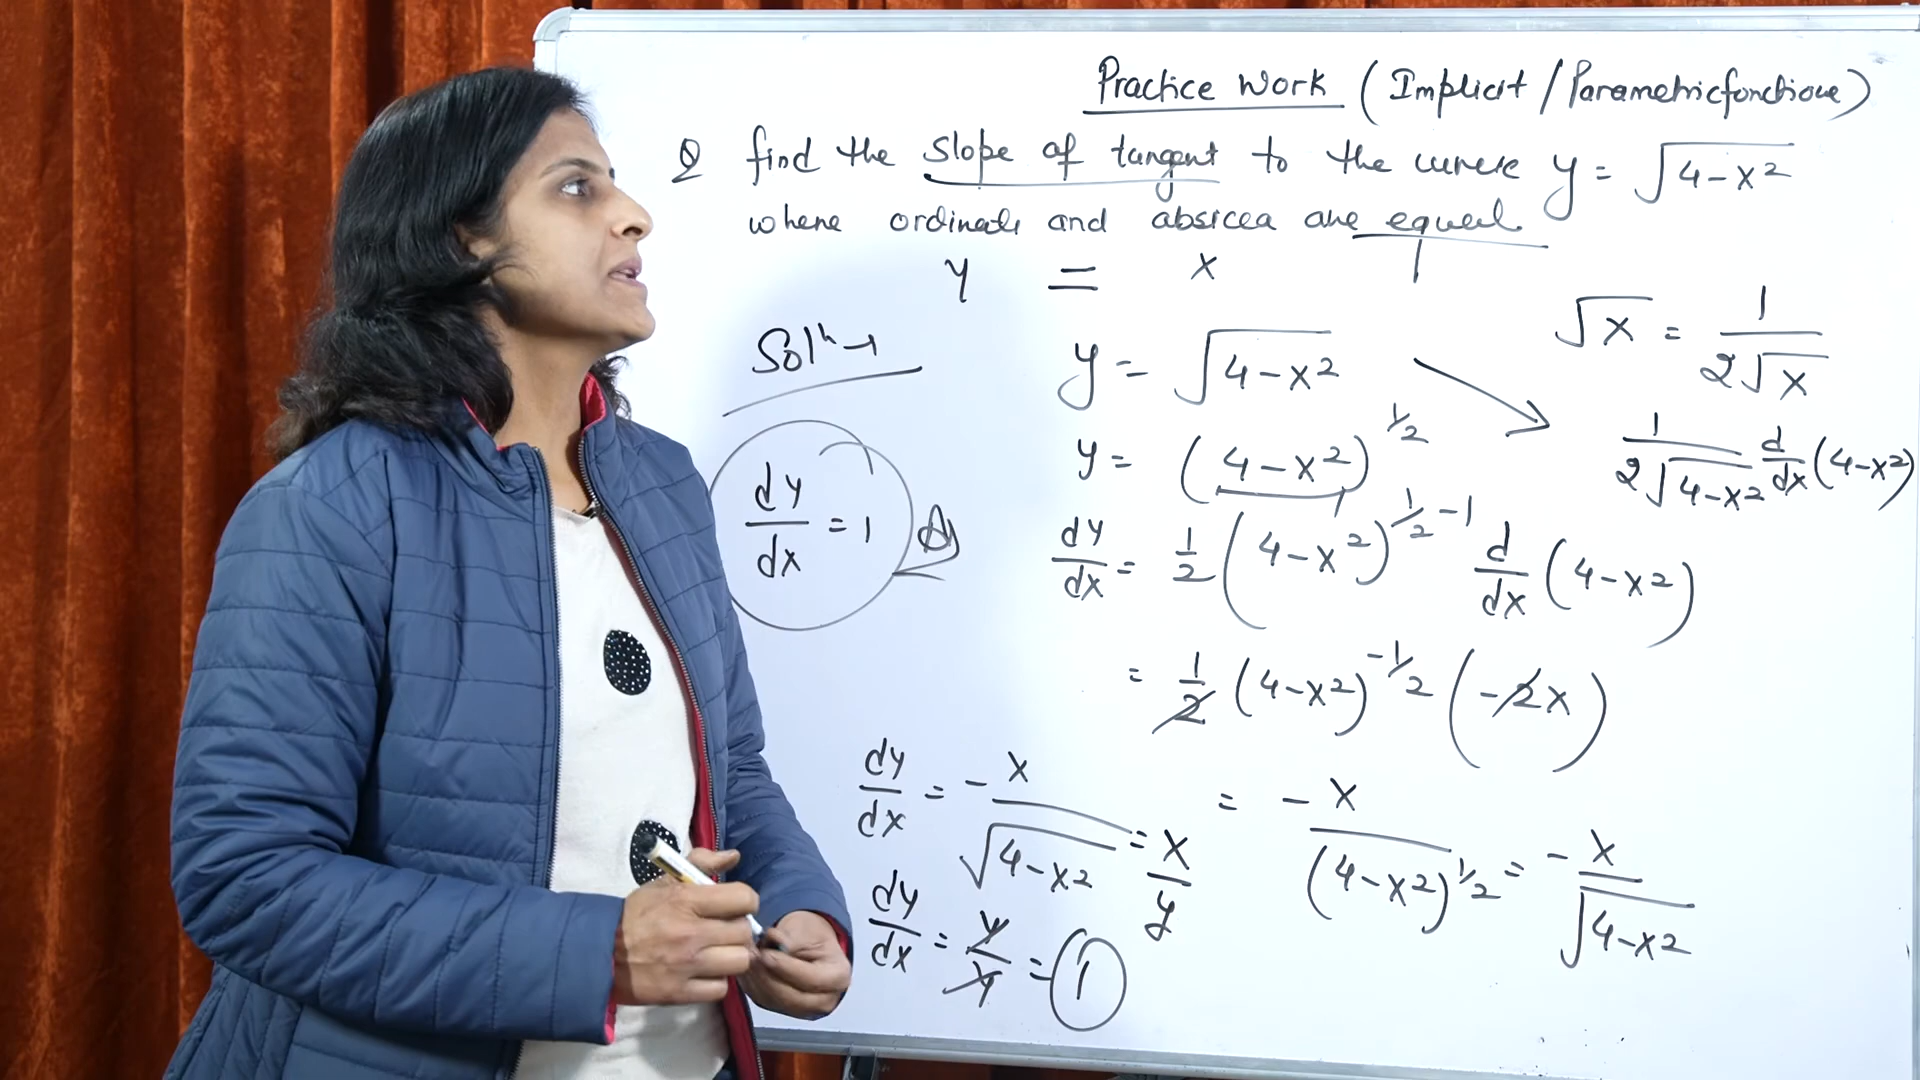 Practice Work (Implicit/Parametricfunctions)
Q find the slope of tangent to the curve y = √(4-x²)
where ordinate and absicca are equal.
y = x
Solⁿ→
dy/dx = 1 A
y = √(4-x²)
y = (4-x²)^1/2
dy/dx = 1/2 (4-x²)^(1/2 -1) d/dx (4-x²)
= 1/2 (4-x²)^-1/2 (-2x)
= -x/(4-x²)^1/2 = -x/√(4-x²)
√x = 1/(2√x)
1/(2√(4-x²)) d/dx (4-x²)
dy/dx = -x/√(4-x²) = x/y
dy/dx = y/y = 1